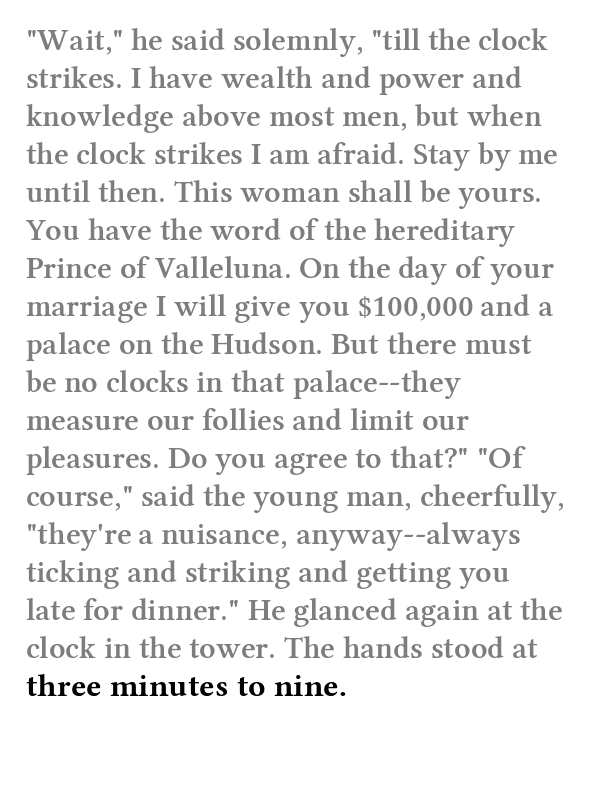 "Wait," he said solemnly, "till the clock
strikes. I have wealth and power and
knowledge above most men, but when
the clock strikes I am afraid. Stay by me
until then. This woman shall be yours.
You have the word of the hereditary
Prince of Valleluna. On the day of your
marriage I will give you $100,000 and a
palace on the Hudson. But there must
be no clocks in that palace--they
measure our follies and limit our
pleasures. Do you agree to that?" "Of
course," said the young man, cheerfully,
"they're a nuisance, anyway--always
ticking and striking and getting you
late for dinner." He glanced again at the
clock in the tower. The hands stood at
three minutes to nine.